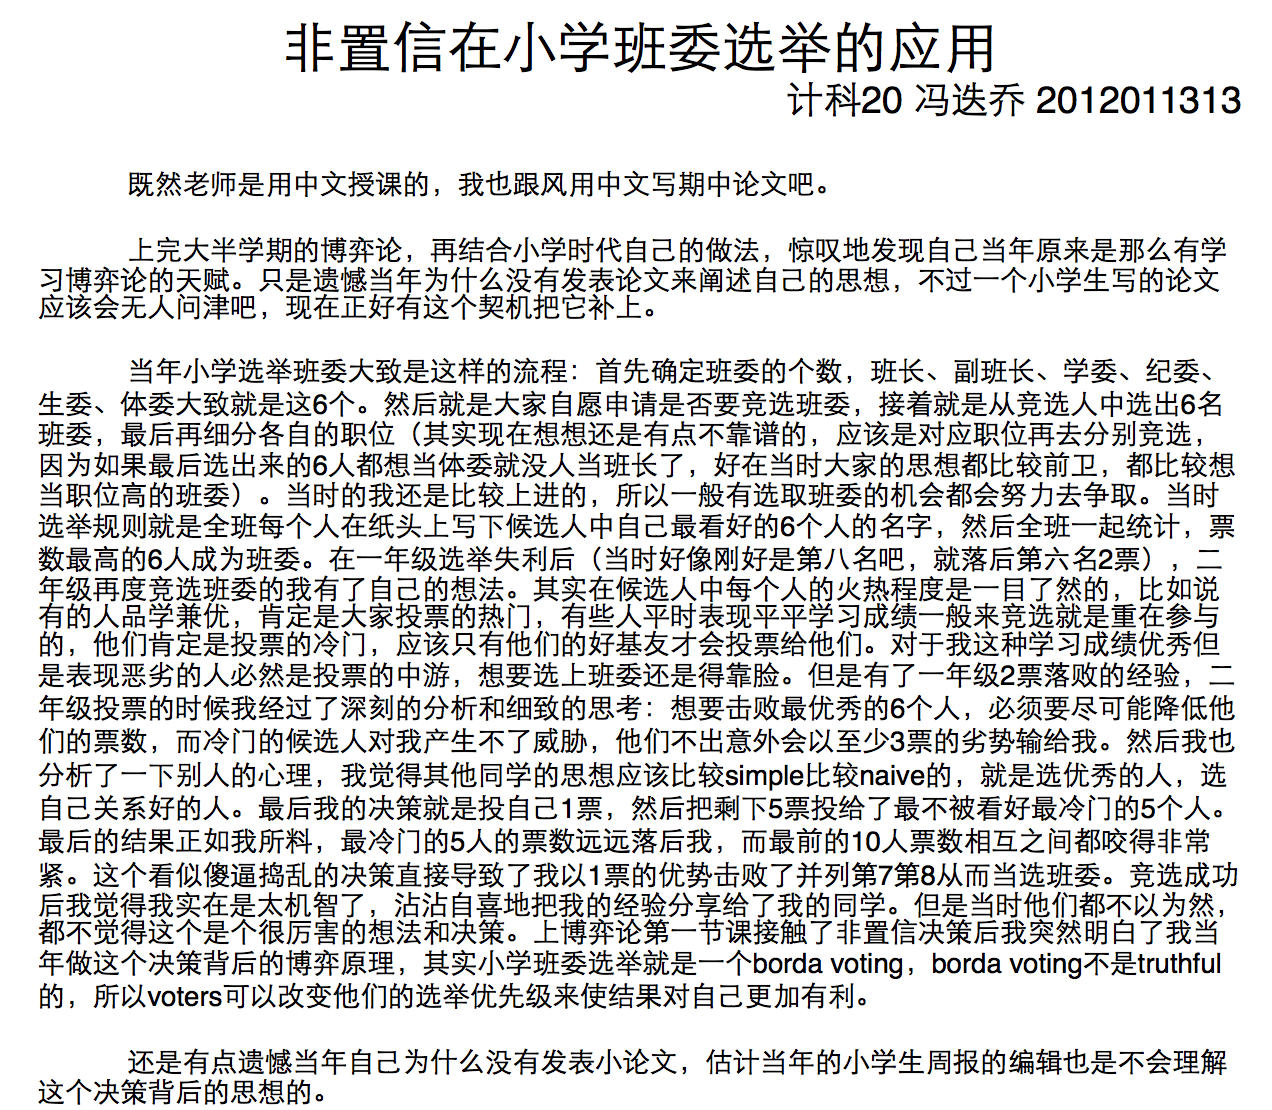 非置信在小学班委选举的应用
计科20 冯迭乔 2012011313
既然老师是用中文授课的，我也跟风用中文写期中论文吧。
上完大半学期的博弈论，再结合小学时代自己的做法，惊叹地发现自己当年原来是那么有学
习博弈论的天赋。只是遗憾当年为什么没有发表论文来阐述自己的思想，不过一个小学生写的论文
应该会无人问津吧，现在正好有这个契机把它补上。
当年小学选举班委大致是这样的流程：首先确定班委的个数，班长、副班长、学委、纪委、
生委、体委大致就是这6个。然后就是大家自愿申请是否要竞选班委，接着就是从竞选人中选出6名
班委，最后再细分各自的职位（其实现在想想还是有点不靠谱的，应该是对应职位再去分别竞选，
因为如果最后选出来的6人都想当体委就没人当班长了，好在当时大家的思想都比较前卫，都比较想
当职位高的班委）。当时的我还是比较上进的，所以一般有选取班委的机会都会努力去争取。当时
选举规则就是全班每个人在纸头上写下候选人中自己最看好的6个人的名字，然后全班一起统计，票
数最高的6人成为班委。在一年级选举失利后（当时好像刚好是第八名吧，就落后第六名2票），二
年级再度竞选班委的我有了自己的想法。其实在候选人中每个人的火热程度是一目了然的，比如说
有的人品学兼优，肯定是大家投票的热门，有些人平时表现平平学习成绩一般来竞选就是重在参与
的，他们肯定是投票的冷门，应该只有他们的好基友才会投票给他们。对于我这种学习成绩优秀但
是表现恶劣的人必然是投票的中游，想要选上班委还是得靠脸。但是有了一年级2票落败的经验，二
年级投票的时候我经过了深刻的分析和细致的思考：想要击败最优秀的6个人，必须要尽可能降低他
们的票数，而冷门的候选人对我产生不了威胁，他们不出意外会以至少3票的劣势输给我。然后我也
分析了一下别人的心理，我觉得其他同学的思想应该比较simple比较naive的，就是选优秀的人，选
自己关系好的人。最后我的决策就是投自己1票，然后把剩下5票投给了最不被看好最冷门的5个人。
最后的结果正如我所料，最冷门的5人的票数远远落后我，而最前的10人票数相互之间都咬得非常
紧。这个看似傻逼捣乱的决策直接导致了我以1票的优势击败了并列第7第8从而当选班委。竞选成功
后我觉得我实在是太机智了，沾沾自喜地把我的经验分享给了我的同学。但是当时他们都不以为然，
都不觉得这个是个很厉害的想法和决策。上博弈论第一节课接触了非置信决策后我突然明白了我当
年做这个决策背后的博弈原理，其实小学班委选举就是一个borda voting，borda voting不是truthful
的，所以voters可以改变他们的选举优先级来使结果对自己更加有利。
还是有点遗憾当年自己为什么没有发表小论文，估计当年的小学生周报的编辑也是不会理解
这个决策背后的思想的。